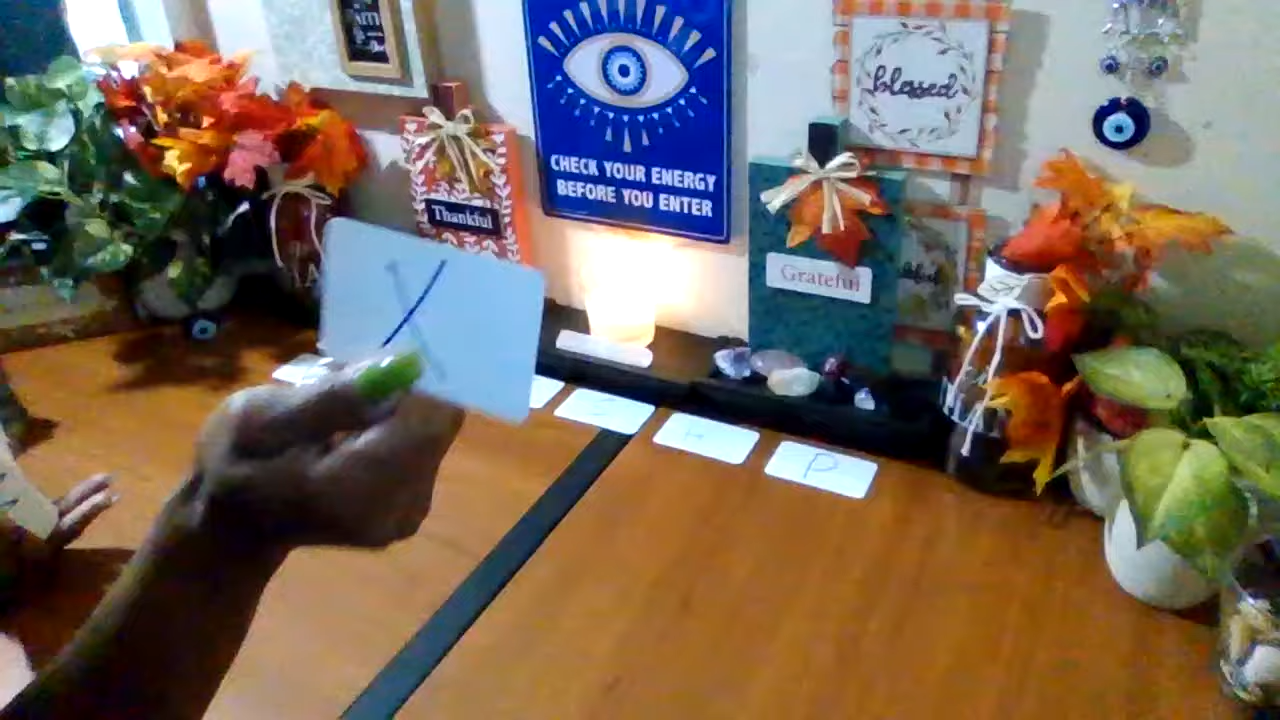 CHECK YOUR ENERGY
BEFORE YOU ENTER
blessed
Thankful
Grateful
X
H
P